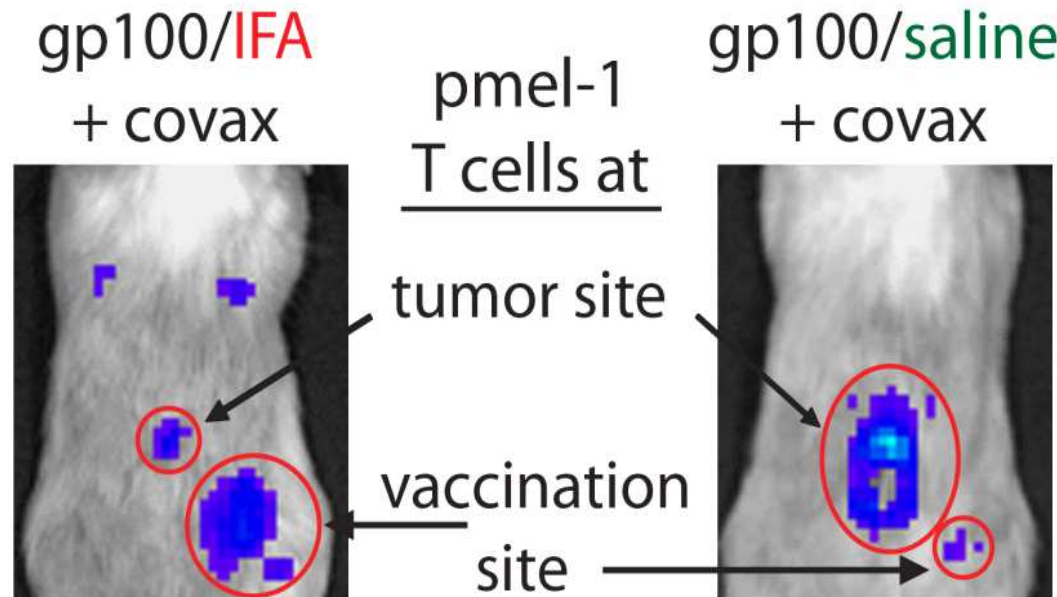 gp100/IFA
+ covax
pmel-1
T cells at
gp100/saline
+ covax
tumor site
vaccination
site